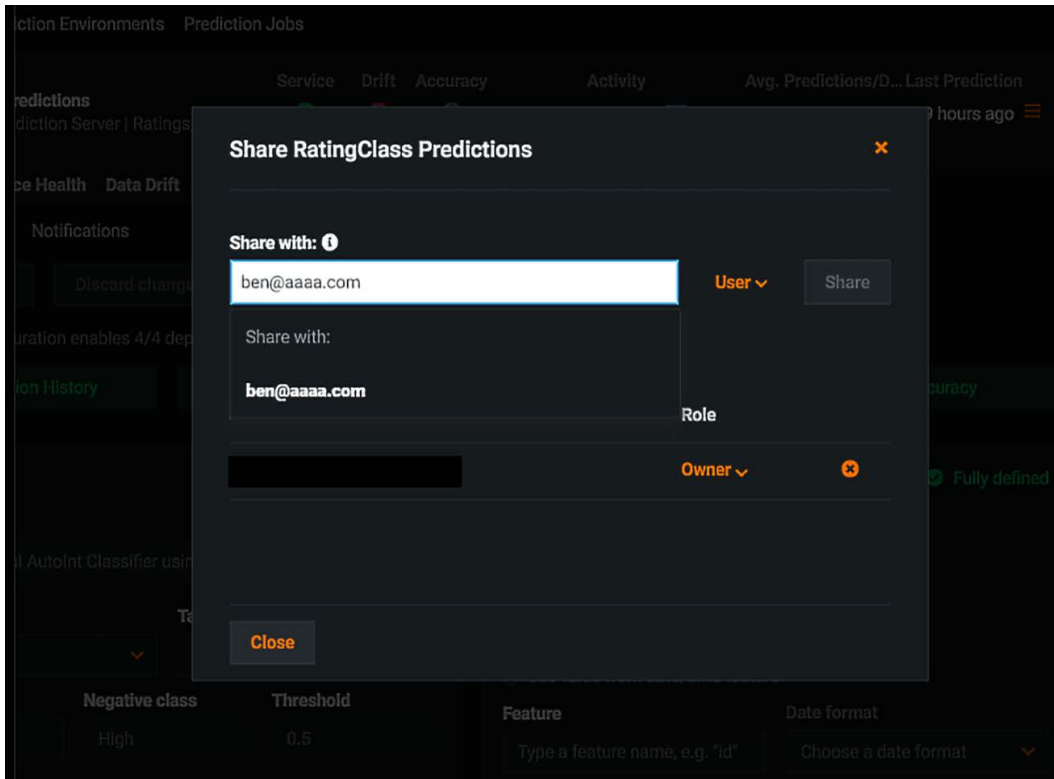 ction Environments Prediction Jobs
Service Drift Accuracy Activity Avg. Predictions/D... Last Prediction
redictions
diction Server | Ratings
hours ago
Share RatingClass Predictions
ce Health Data Drift
Notifications
Share with:
ben@aaaa.com User Share
Discard change
Share with:
uration enables 4/4 dep
ben@aaaa.com
ion History
curacy
Role
Owner
Fully defined
l AutoInt Classifier usin
Ta
Close
Negative class Threshold
Feature Date format
High 0.5
Type a feature name, e.g. "id" Choose a date format